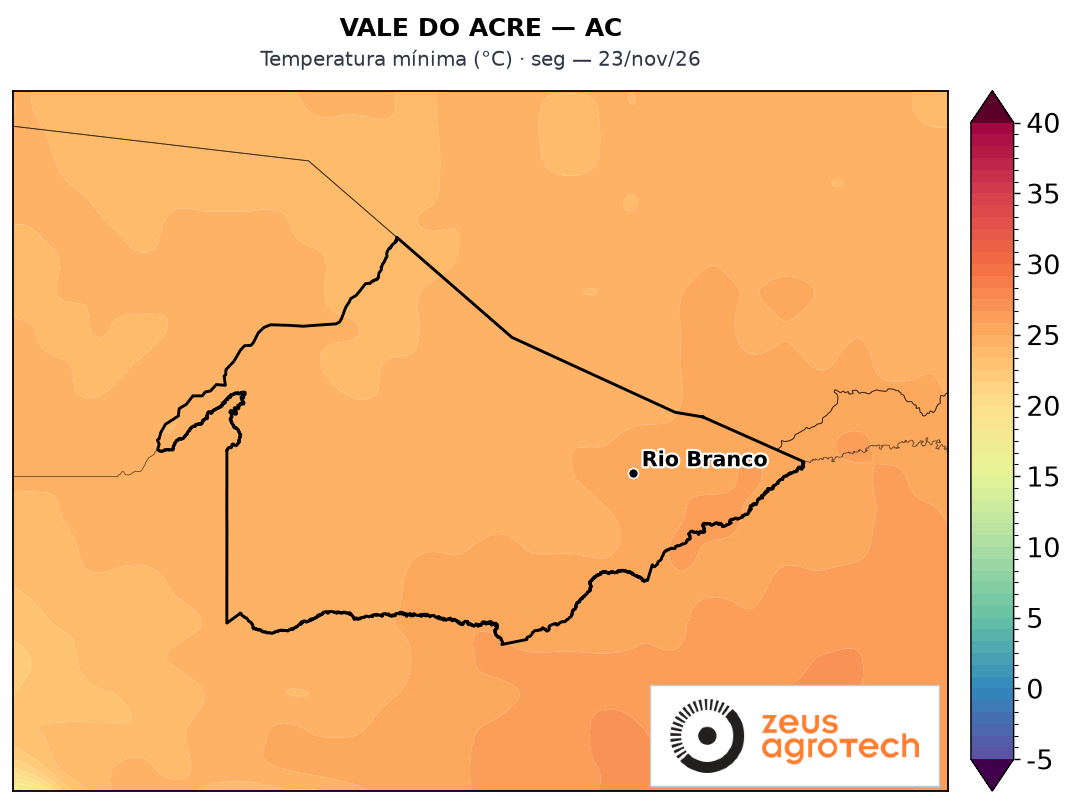 VALE DO ACRE — AC
Temperatura mínima (°C) · seg — 23/nov/26
40
35
30
25
20
15
10
5
0
-5
Rio Branco
zeus
agrotech